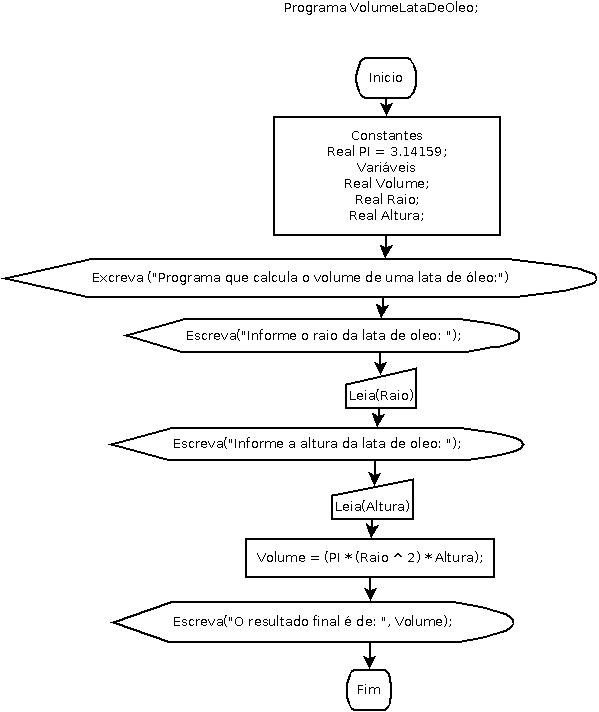 Programa VolumeLataDeOleo;
Inicio
Constantes
Real PI = 3.14159;
Variáveis
Real Volume;
Real Raio;
Real Altura;
Excreva ("Programa que calcula o volume de uma lata de óleo:")
Escreva("Informe o raio da lata de oleo: ");
Leia(Raio)
Escreva("Informe a altura da lata de oleo: ");
Leia(Altura)
Volume = (PI * (Raio ^ 2) * Altura);
Escreva("O resultado final é de: ", Volume);
Fim